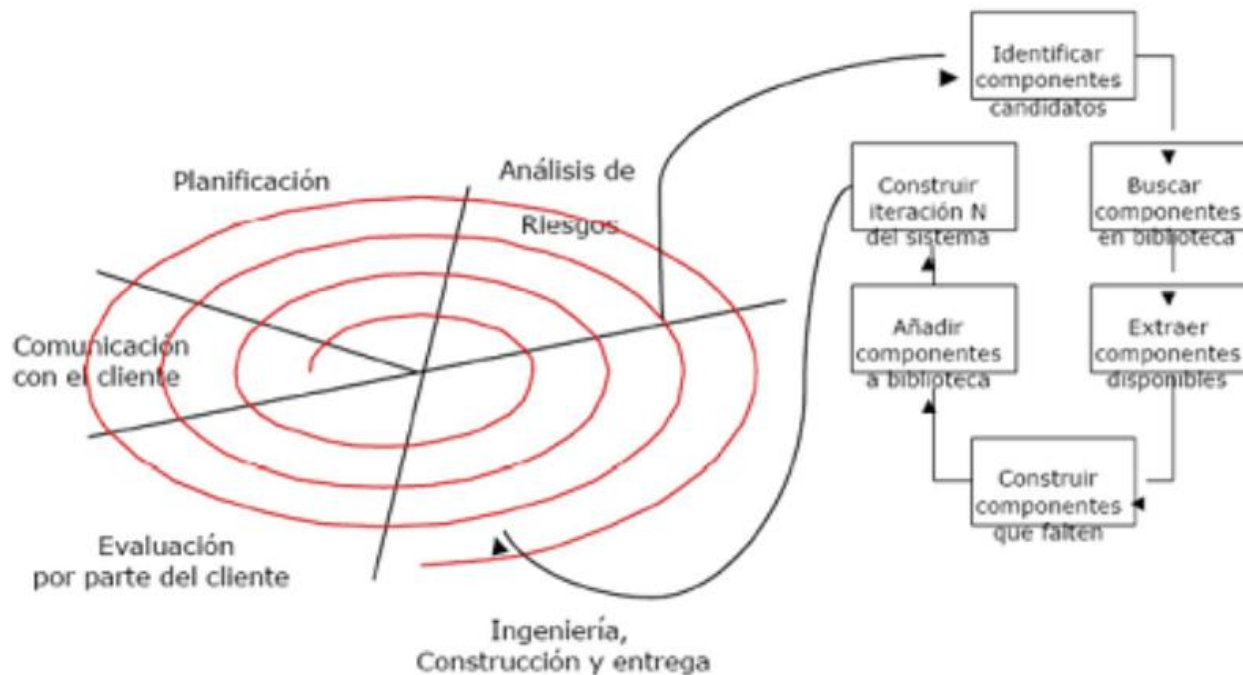 Planificación
Análisis de
Riesgos
Comunicación
con el cliente
Evaluación
por parte del cliente
Ingeniería,
Construcción y entrega
Identificar
componentes
candidatos
Buscar
componentes
en biblioteca
Extraer
componentes
disponibles
Construir
componentes
que falten
Añadir
componentes
a biblioteca
Construir
iteración N
del sistema